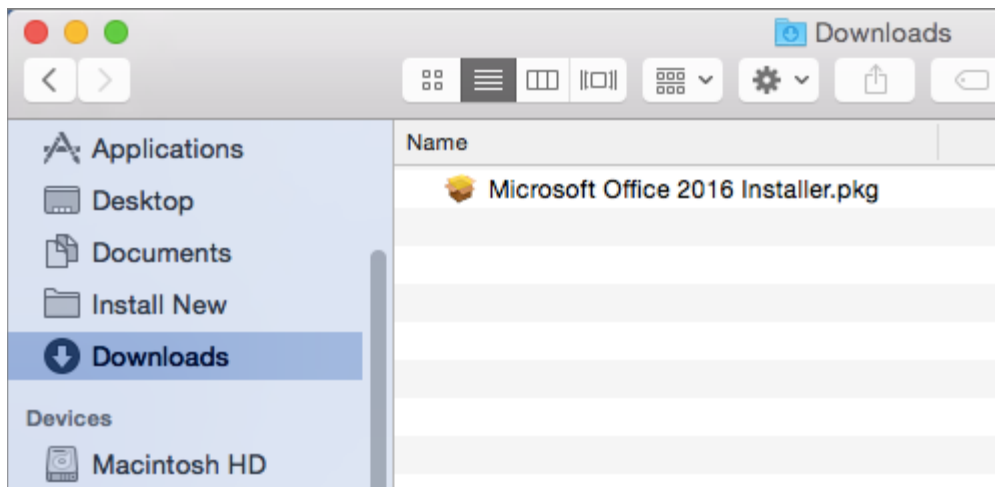 Downloads
Name
Applications
Microsoft Office 2016 Installer.pkg
Desktop
Documents
Install New
Downloads
Devices
Macintosh HD